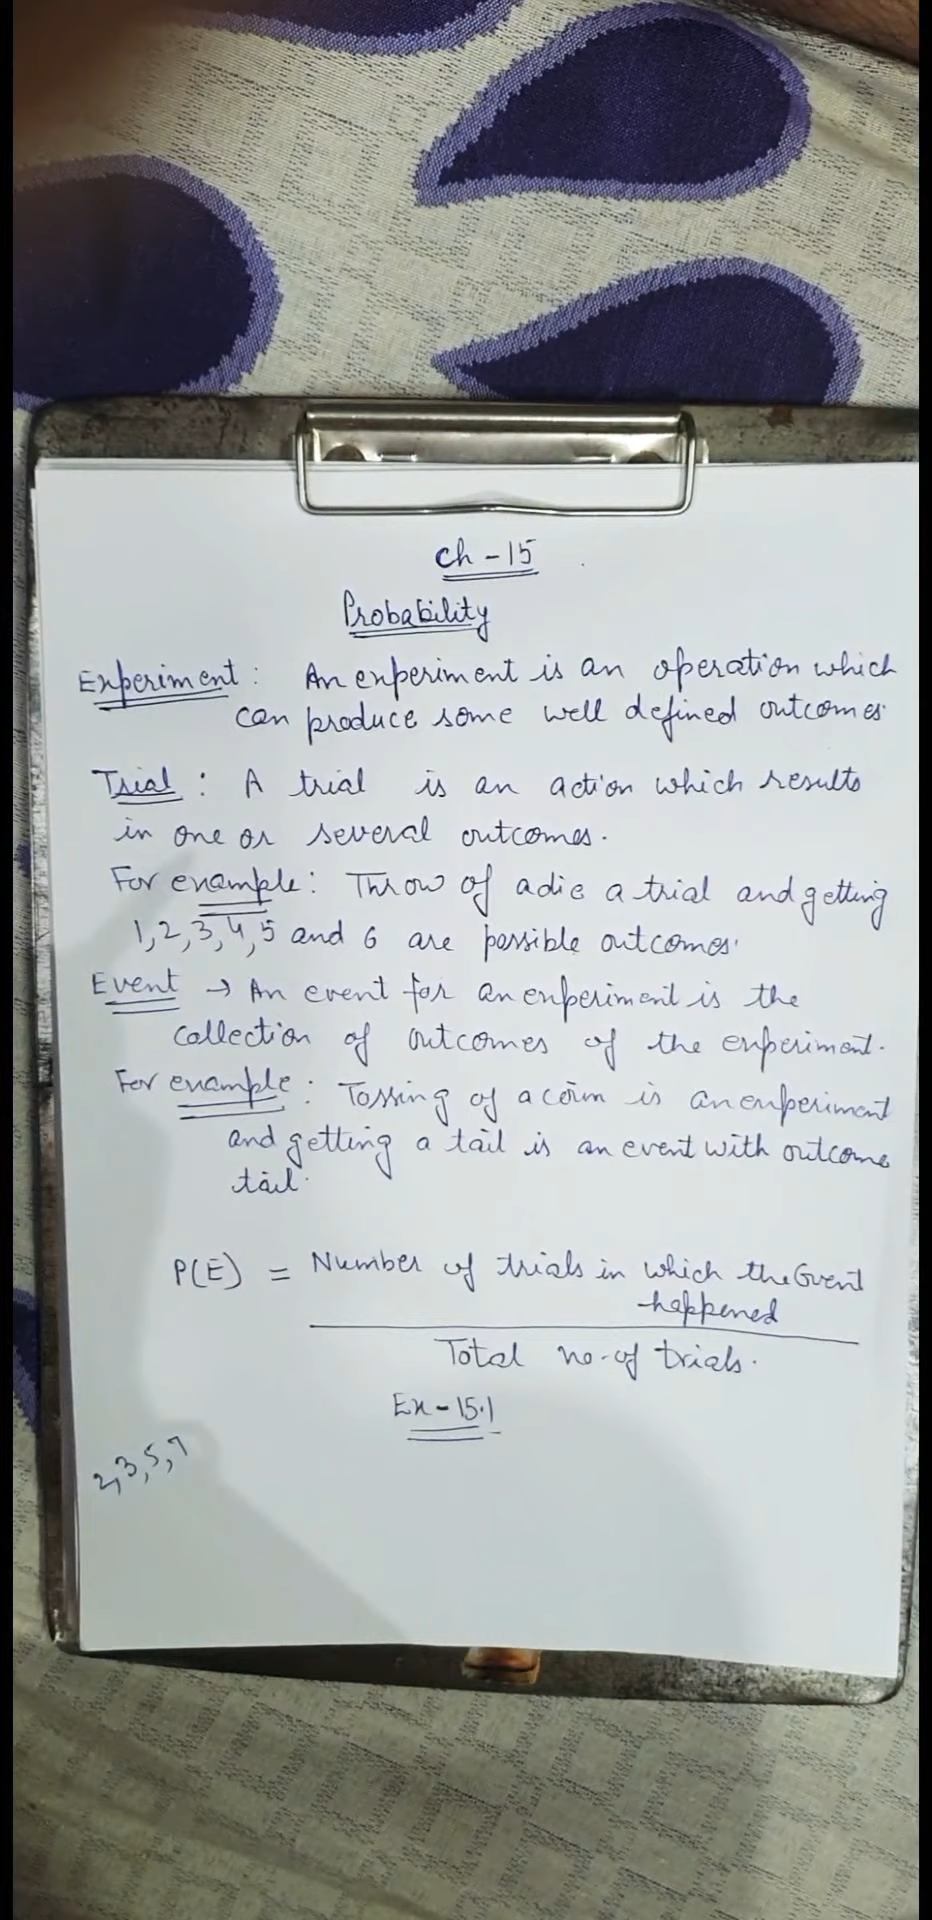 Ch - 15
Probability
Experiment : An experiment is an operation which
can produce some well defined outcomes.
Trial : A trial is an action which results
in one or several outcomes.
For example : Throw of a die a trial and getting
1,2,3,4,5 and 6 are possible outcomes.
Event → An event for an experiment is the
collection of outcomes of the experiment.
For example : Tossing of a coin is an experiment
and getting a tail is an event with outcome
tail.
P(E) = Number of trials in which the Event
happened
Total no. of trials.
Ex - 15.1
2,3,5,7